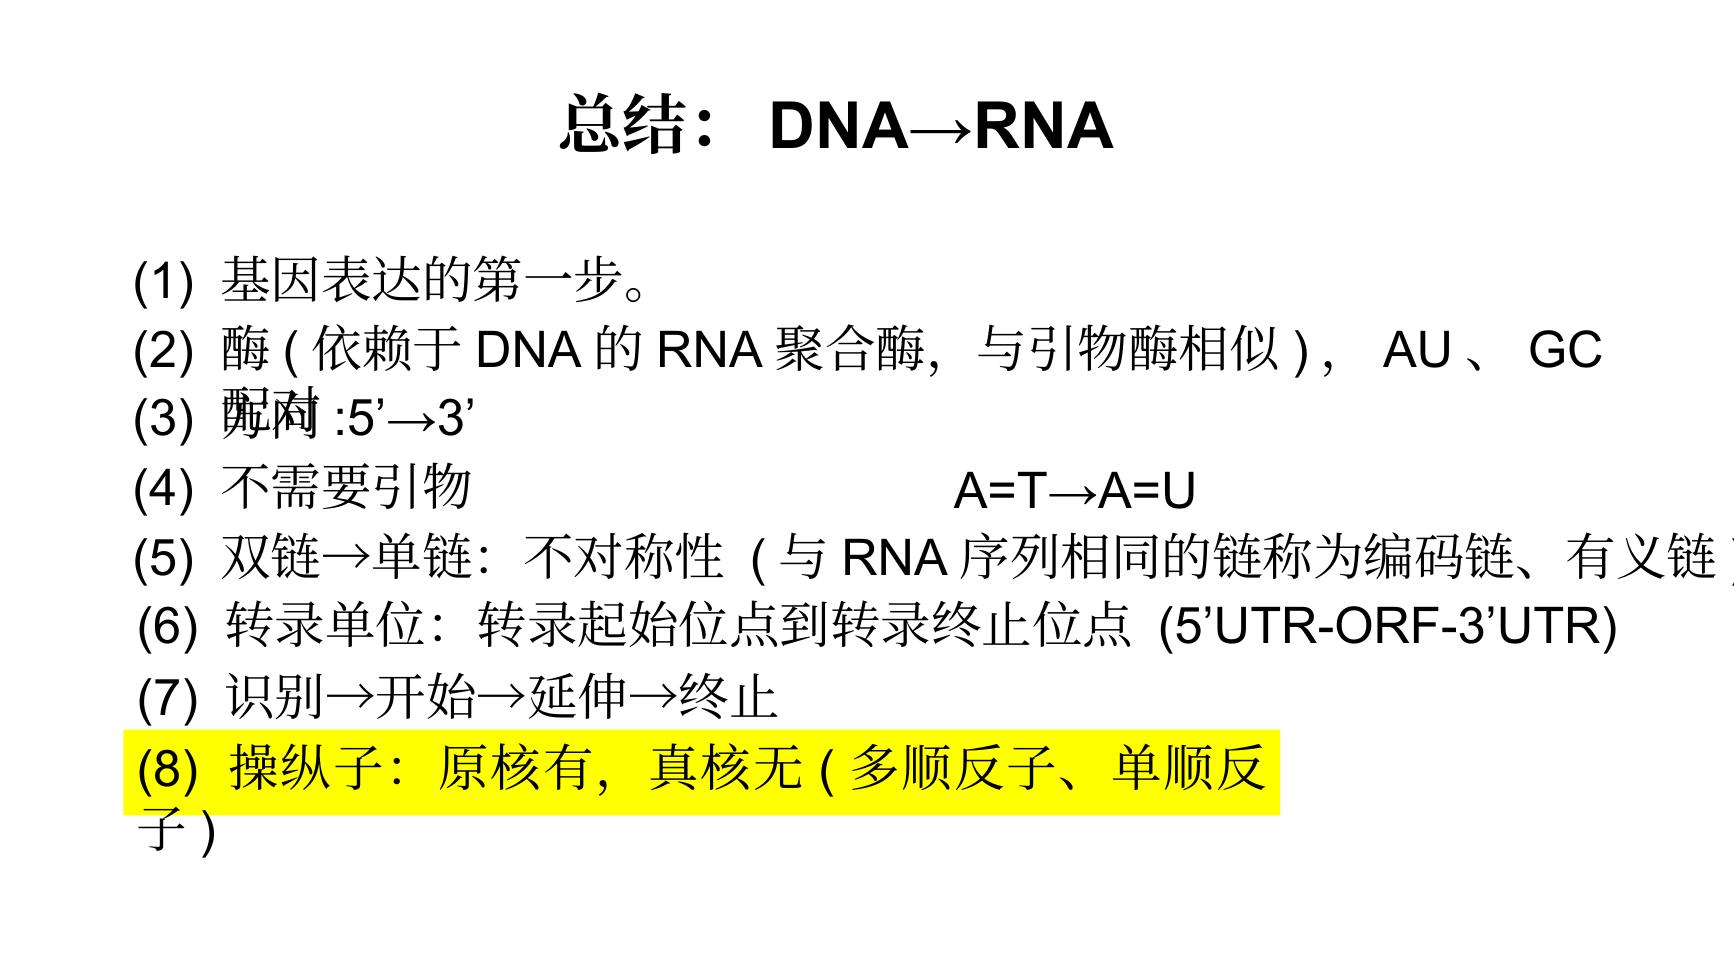 总结： DNA→RNA
(1) 基因表达的第一步。
(2) 酶 ( 依赖于 DNA 的 RNA 聚合酶，与引物酶相似 ) ， AU 、 GC
配对
(3) 方向 :5’→3’
(4) 不需要引物
A=T→A=U
(5) 双链→单链：不对称性 ( 与 RNA 序列相同的链称为编码链、有义链 )
(6) 转录单位：转录起始位点到转录终止位点 (5’UTR-ORF-3’UTR)
(7) 识别→开始→延伸→终止
(8) 操纵子：原核有，真核无 ( 多顺反子、单顺反
子 )